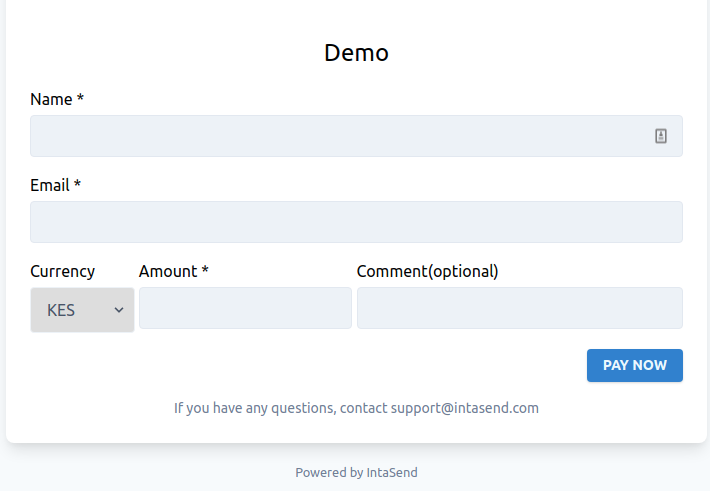 Demo
Name *
Email *
Currency Amount * Comment(optional)
KES
PAY NOW
If you have any questions, contact support@intasend.com
Powered by IntaSend